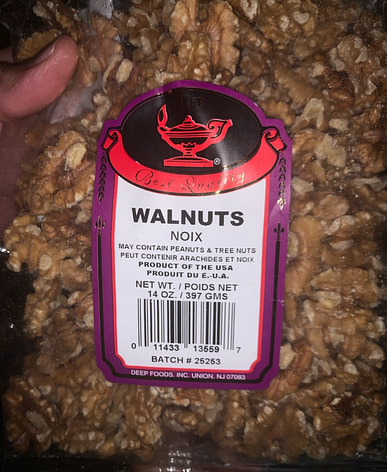 DEEP
®
Best Quality
WALNUTS
NOIX
MAY CONTAIN PEANUTS & TREE NUTS
PEUT CONTENIR ARACHIDES ET NOIX
PRODUCT OF THE USA
PRODUIT DU É.-U.A.
NET WT. / POIDS NET
14 OZ. / 397 GMS
0 11433 13559 7
BATCH # 25253
DEEP FOODS, INC. UNION, NJ 07083